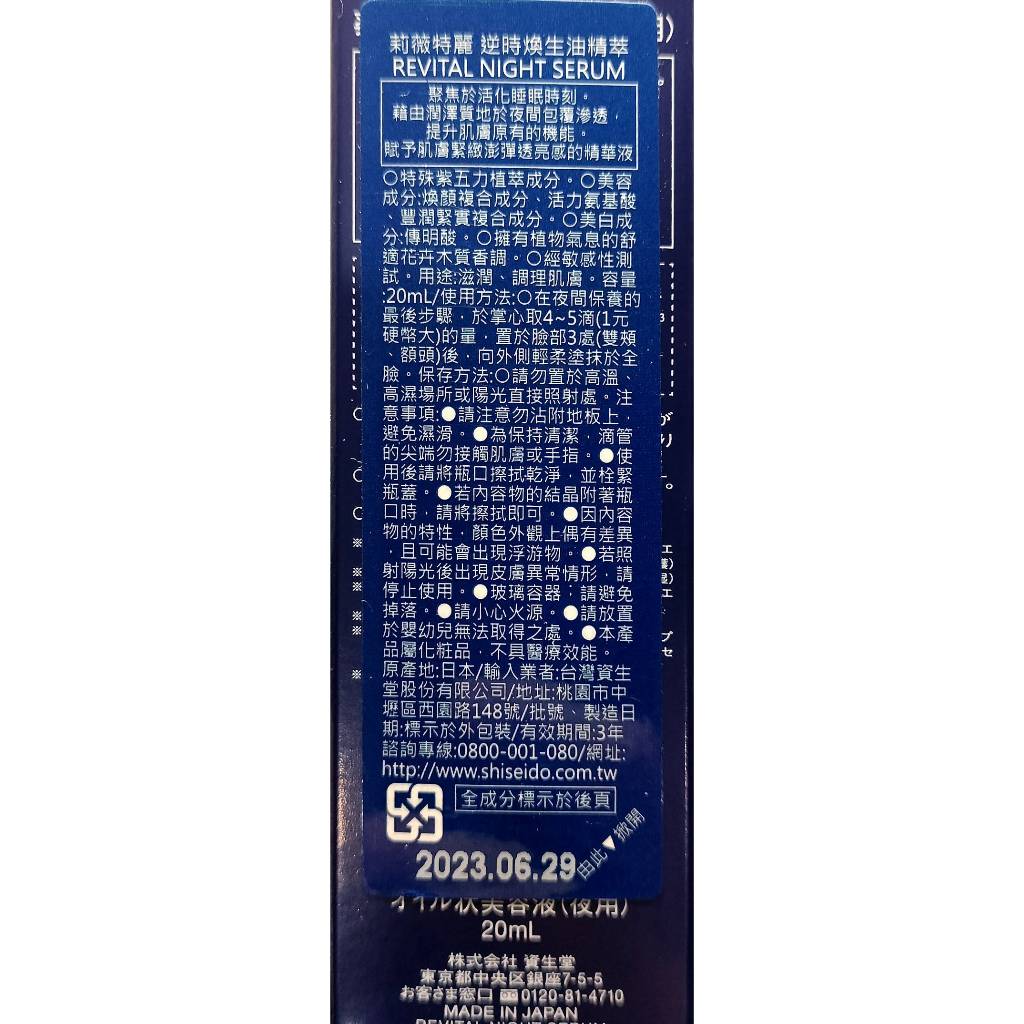 莉薇特麗 逆時煥生油精萃
REVITAL NIGHT SERUM
聚焦於活化睡眠時刻。
藉由潤澤質地於夜間包覆滲透，
提升肌膚原有的機能。
賦予肌膚緊緻澎彈透亮感的精華液
○特殊紫五力植萃成分。○美容
成分:煥顏複合成分、活力氨基酸
、豐潤緊實複合成分。○美白成
分:傳明酸。○擁有植物氣息的舒
適花卉木質香調。○經敏感性測
試。用途:滋潤、調理肌膚。容量
:20mL/使用方法:○在夜間保養的
最後步驟，於掌心取4~5滴(1元
硬幣大)的量，置於臉部3處(雙頰
、額頭)後，向外側輕柔塗抹於全
臉。保存方法:○請勿置於高溫、
高濕場所或陽光直接照射處。注
意事項:●請注意勿沾附地板上，
避免濕滑。●為保持清潔，滴管
的尖端勿接觸肌膚或手指。●使
用後請將瓶口擦拭乾淨，並栓緊
瓶蓋。●若內容物的結晶附著瓶
口時，請將擦拭即可。●因內容
物的特性，顏色外觀上偶有差異
，且可能會出現浮游物。●若照
射陽光後出現皮膚異常情形，請
停止使用。●玻璃容器，請避免
掉落。●請小心火源。●請放置
於嬰幼兒無法取得之處。●本產
品屬化粧品，不具醫療效能。
原產地:日本/輸入業者:台灣資生
堂股份有限公司/地址:桃園市中
壢區西園路148號/批號、製造日
期:標示於外包裝/有效期間:3年
諮詢專線:0800-001-080/網址:
http://www.shiseido.com.tw
全成分標示於後頁
由此▼掀開
2023.06.29
オイル状美容液(夜用)
20mL
株式会社 資生堂
東京都中央区銀座7-5-5
お客さま窓口 0120-81-4710
MADE IN JAPAN
REVITAL NIGHT SERUM